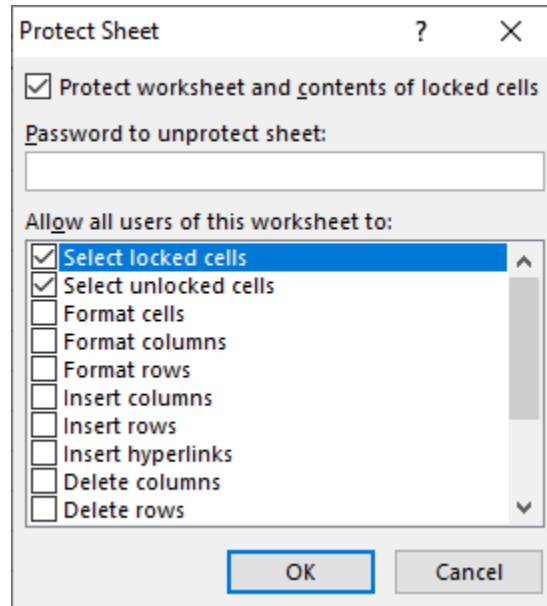 Protect Sheet ?
Protect worksheet and contents of locked cells
Password to unprotect sheet:
Allow all users of this worksheet to:
Select locked cells
Select unlocked cells
Format cells
Format columns
Format rows
Insert columns
Insert rows
Insert hyperlinks
Delete columns
Delete rows
OK Cancel